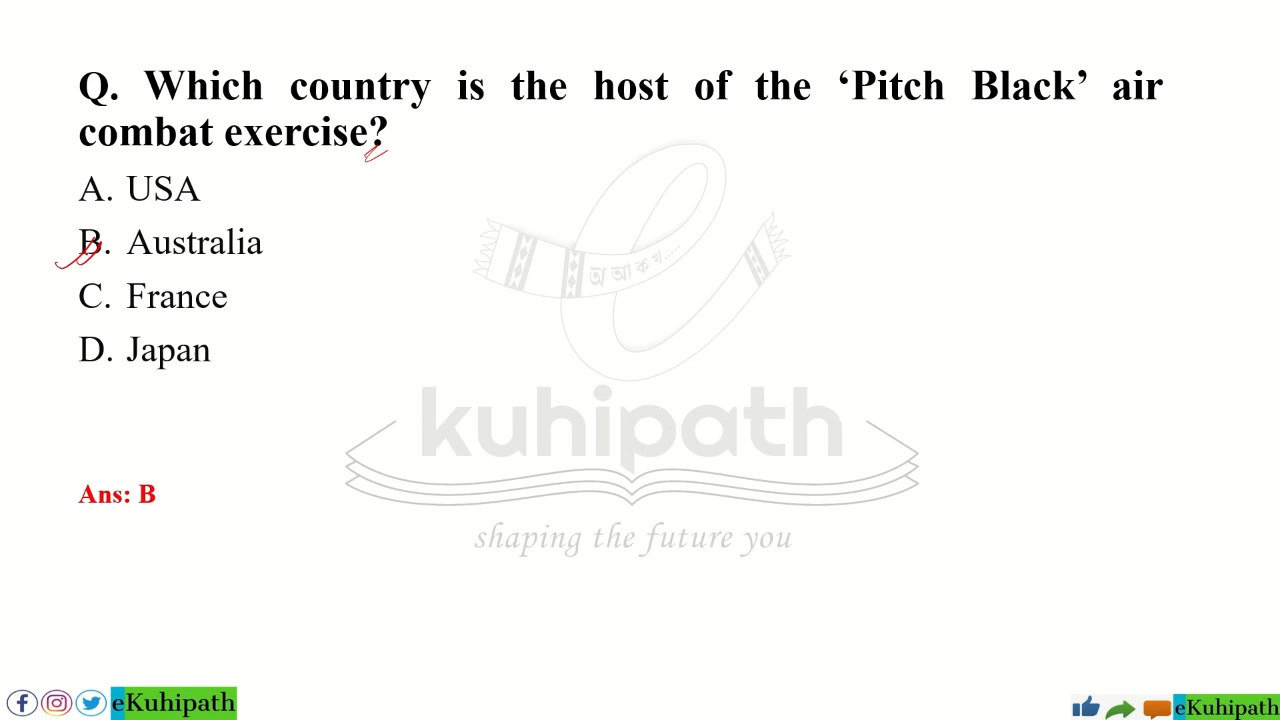 Q. Which country is the host of the ‘Pitch Black’ air
combat exercise?
A. USA
B. Australia
C. France
D. Japan
অ আ ক খ.....
kuhipath
Ans: B
shaping the future you
eKuhipath
eKuhipath